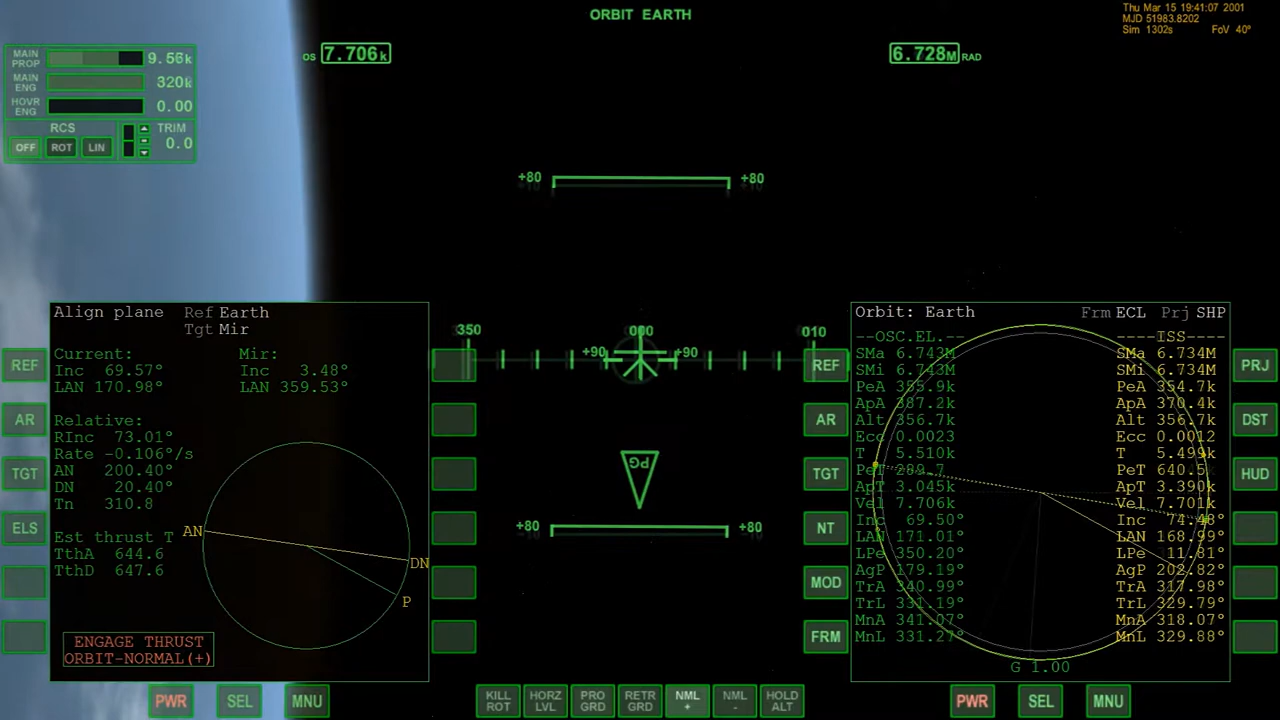 ORBIT EARTH
Thu Mar 15 19:41:07 2001
MJD 51983.8202
Sim 1302s FoV 40°
OS 7.706k
6.728M RAD
MAIN PROP 9.56k
MAIN ENG 320k
HOVR ENG 0.00
RCS TRIM
OFF ROT LIN 0.0
+80 +80
350 000 010
+90 +90
PG
+80 +80
Align plane Ref Earth
Tgt Mir
Current: Mir:
Inc 69.57° Inc 3.48°
LAN 170.98° LAN 359.53°
Relative:
RInc 73.01°
Rate -0.106°/s
AN 200.40°
DN 20.40°
Tn 310.8
Est thrust T
TthA 644.6
TthD 647.6
AN
DN
P
ENGAGE THRUST
ORBIT-NORMAL(+)
REF
AR
TGT
ELS
PWR SEL MNU
KILL ROT
HORZ LVL
PRO GRD
RETR GRD
NML +
NML -
HOLD ALT
REF
AR
TGT
NT
MOD
FRM
Orbit: Earth Frm ECL Prj SHP
--OSC.EL.-- ---ISS---
SMa 6.743M SMa 6.734M
SMi 6.743M SMi 6.734M
PeA 355.9k PeA 354.7k
ApA 387.2k ApA 370.4k
Alt 356.7k Alt 356.7k
Ecc 0.0023 Ecc 0.0012
T 5.510k T 5.499k
PeT 289.7 PeT 640.5
ApT 3.045k ApT 3.390k
Vel 7.706k Vel 7.701k
Inc 69.50° Inc 74.48°
LAN 171.01° LAN 168.99°
LPe 350.20° LPe 11.81°
AgP 179.19° AgP 202.82°
TrA 340.99° TrA 317.98°
TrL 331.19° TrL 329.79°
MnA 341.07° MnA 318.07°
MnL 331.27° MnL 329.88°
G 1.00
PRJ
DST
HUD
PWR SEL MNU